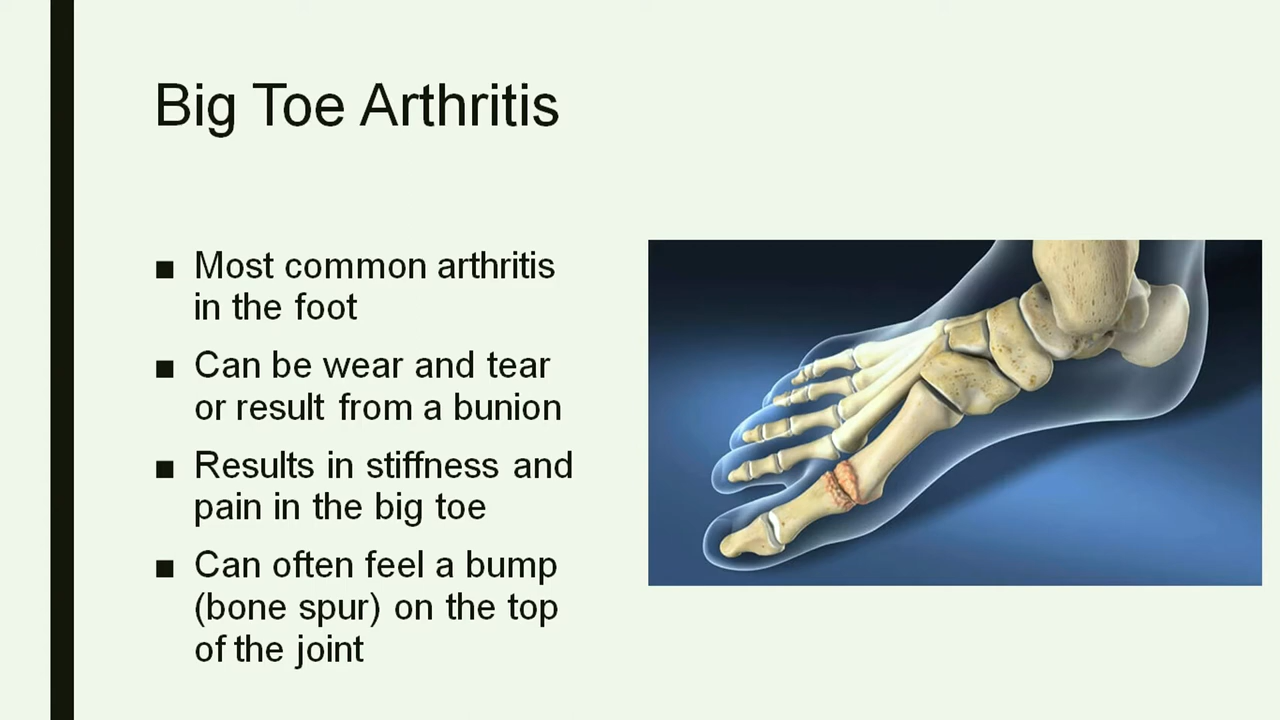 Big Toe Arthritis
■ Most common arthritis
in the foot
■ Can be wear and tear
or result from a bunion
■ Results in stiffness and
pain in the big toe
■ Can often feel a bump
(bone spur) on the top
of the joint